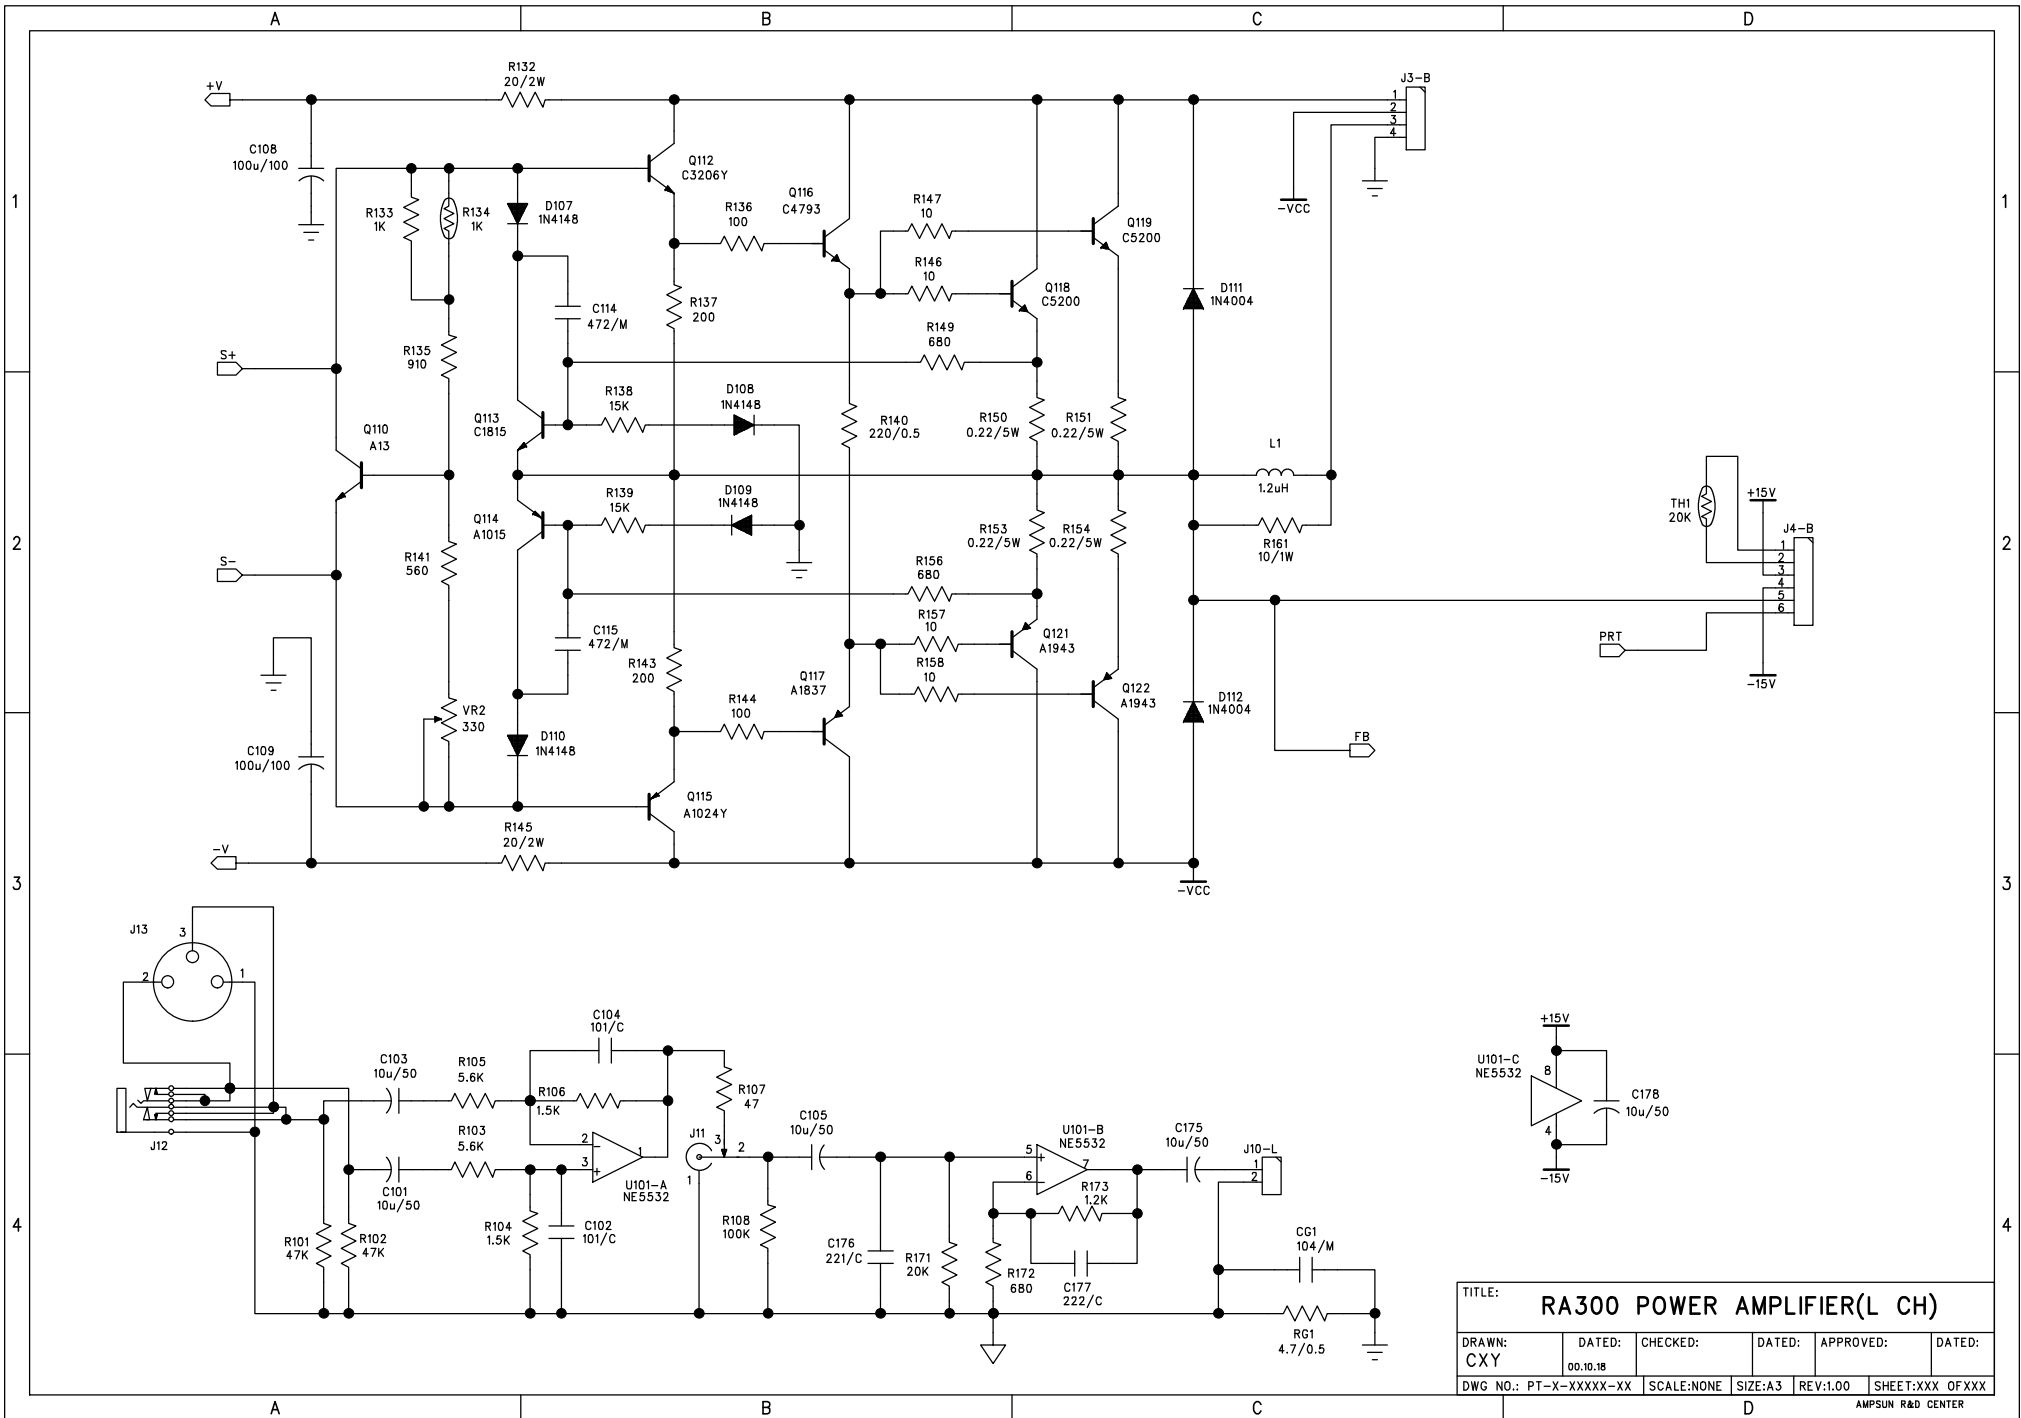 A
B
C
D
1
1
2
2
3
3
4
4
+V
R132
20/2W
J3-B
1
2
3
4
-VCC
C108
100u/100
Q112
C3206Y
R133
1K
R134
1K
D107
1N4148
R136
100
Q116
C4793
R147
10
Q119
C5200
R146
10
Q118
C5200
D111
1N4004
C114
472/M
R137
200
R149
680
S+
R135
910
R138
15K
D108
1N4148
Q113
C1815
R140
220/0.5
R150
0.22/5W
R151
0.22/5W
Q110
A13
L1
1.2uH
R139
15K
D109
1N4148
Q114
A1015
R153
0.22/5W
R154
0.22/5W
R161
10/1W
TH1
20K
+15V
J4-B
1
2
3
4
5
6
S-
R141
560
R156
680
R157
10
C115
472/M
Q121
A1943
PRT
-15V
R143
200
R158
10
Q117
A1837
Q122
A1943
D112
1N4004
R144
100
VR2
330
D110
1N4148
C109
100u/100
FB
Q115
A1024Y
R145
20/2W
-V
-VCC
J13
3
2
1
J12
C103
10u/50
R105
5.6K
C104
101/C
R106
1.5K
R107
47
R103
5.6K
2
3
1
-
+
U101-A
NE5532
C101
10u/50
J11
3
2
1
C105
10u/50
U101-B
NE5532
5
6
7
+
-
C175
10u/50
J10-L
1
2
R101
47K
R102
47K
R104
1.5K
C102
101/C
R108
100K
C176
221/C
R171
20K
R172
680
R173
1.2K
C177
222/C
CG1
104/M
RG1
4.7/0.5
+15V
U101-C
NE5532
8
4
C178
10u/50
-15V
TITLE:
RA300 POWER AMPLIFIER(L CH)
DRAWN: DATED: CHECKED: DATED: APPROVED: DATED:
CXY 00.10.18
DWG NO.: PT-X-XXXXX-XX SCALE:NONE SIZE:A3 REV:1.00 SHEET:XXX OFXXX
A
B
C
D
AMPSUN R&D CENTER